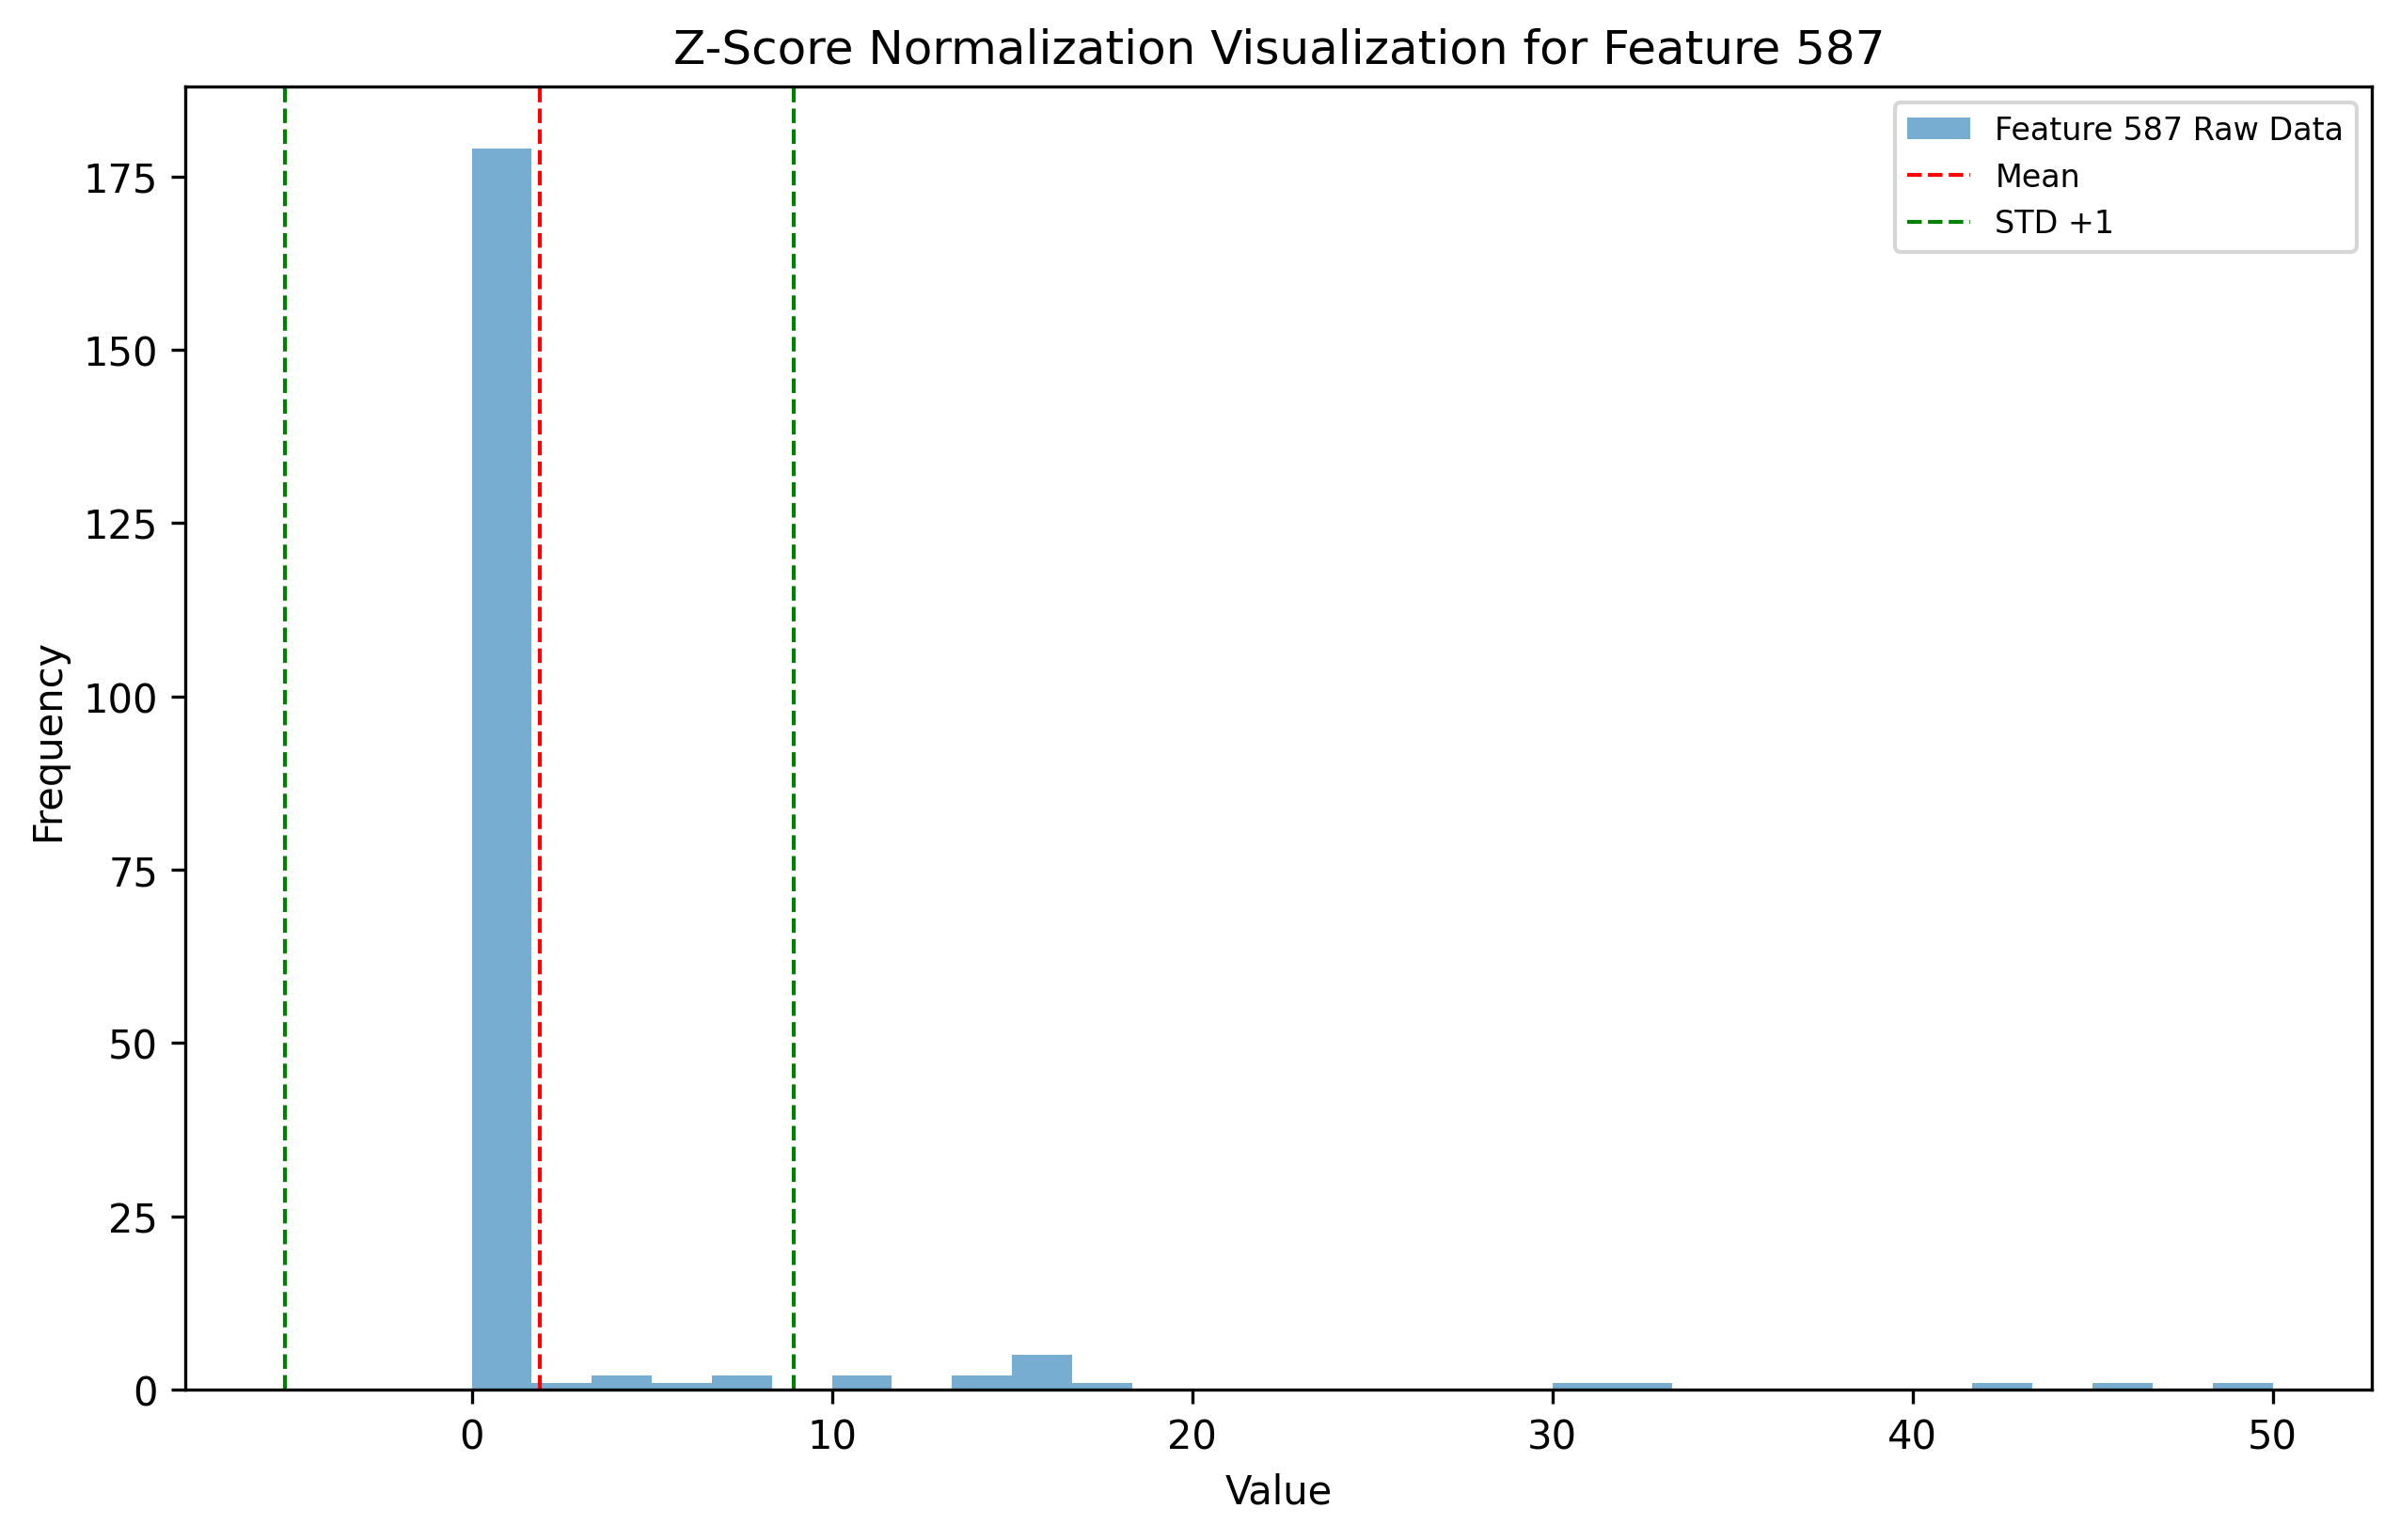 Z-Score Normalization Visualization for Feature 587
Feature 587 Raw Data
Mean
STD +1
175
150
125
100
75
50
25
0
Frequency
0 10 20 30 40 50
Value